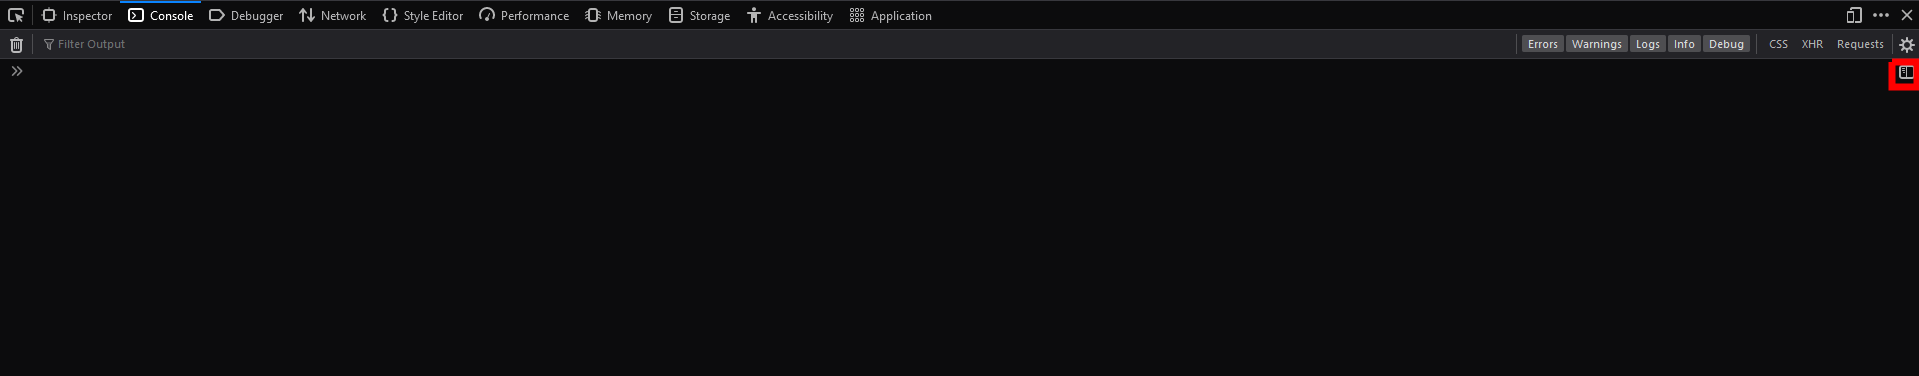 Inspector Console Debugger Network Style Editor Performance Memory Storage Accessibility Application
Filter Output Errors Warnings Logs Info Debug CSS XHR Requests